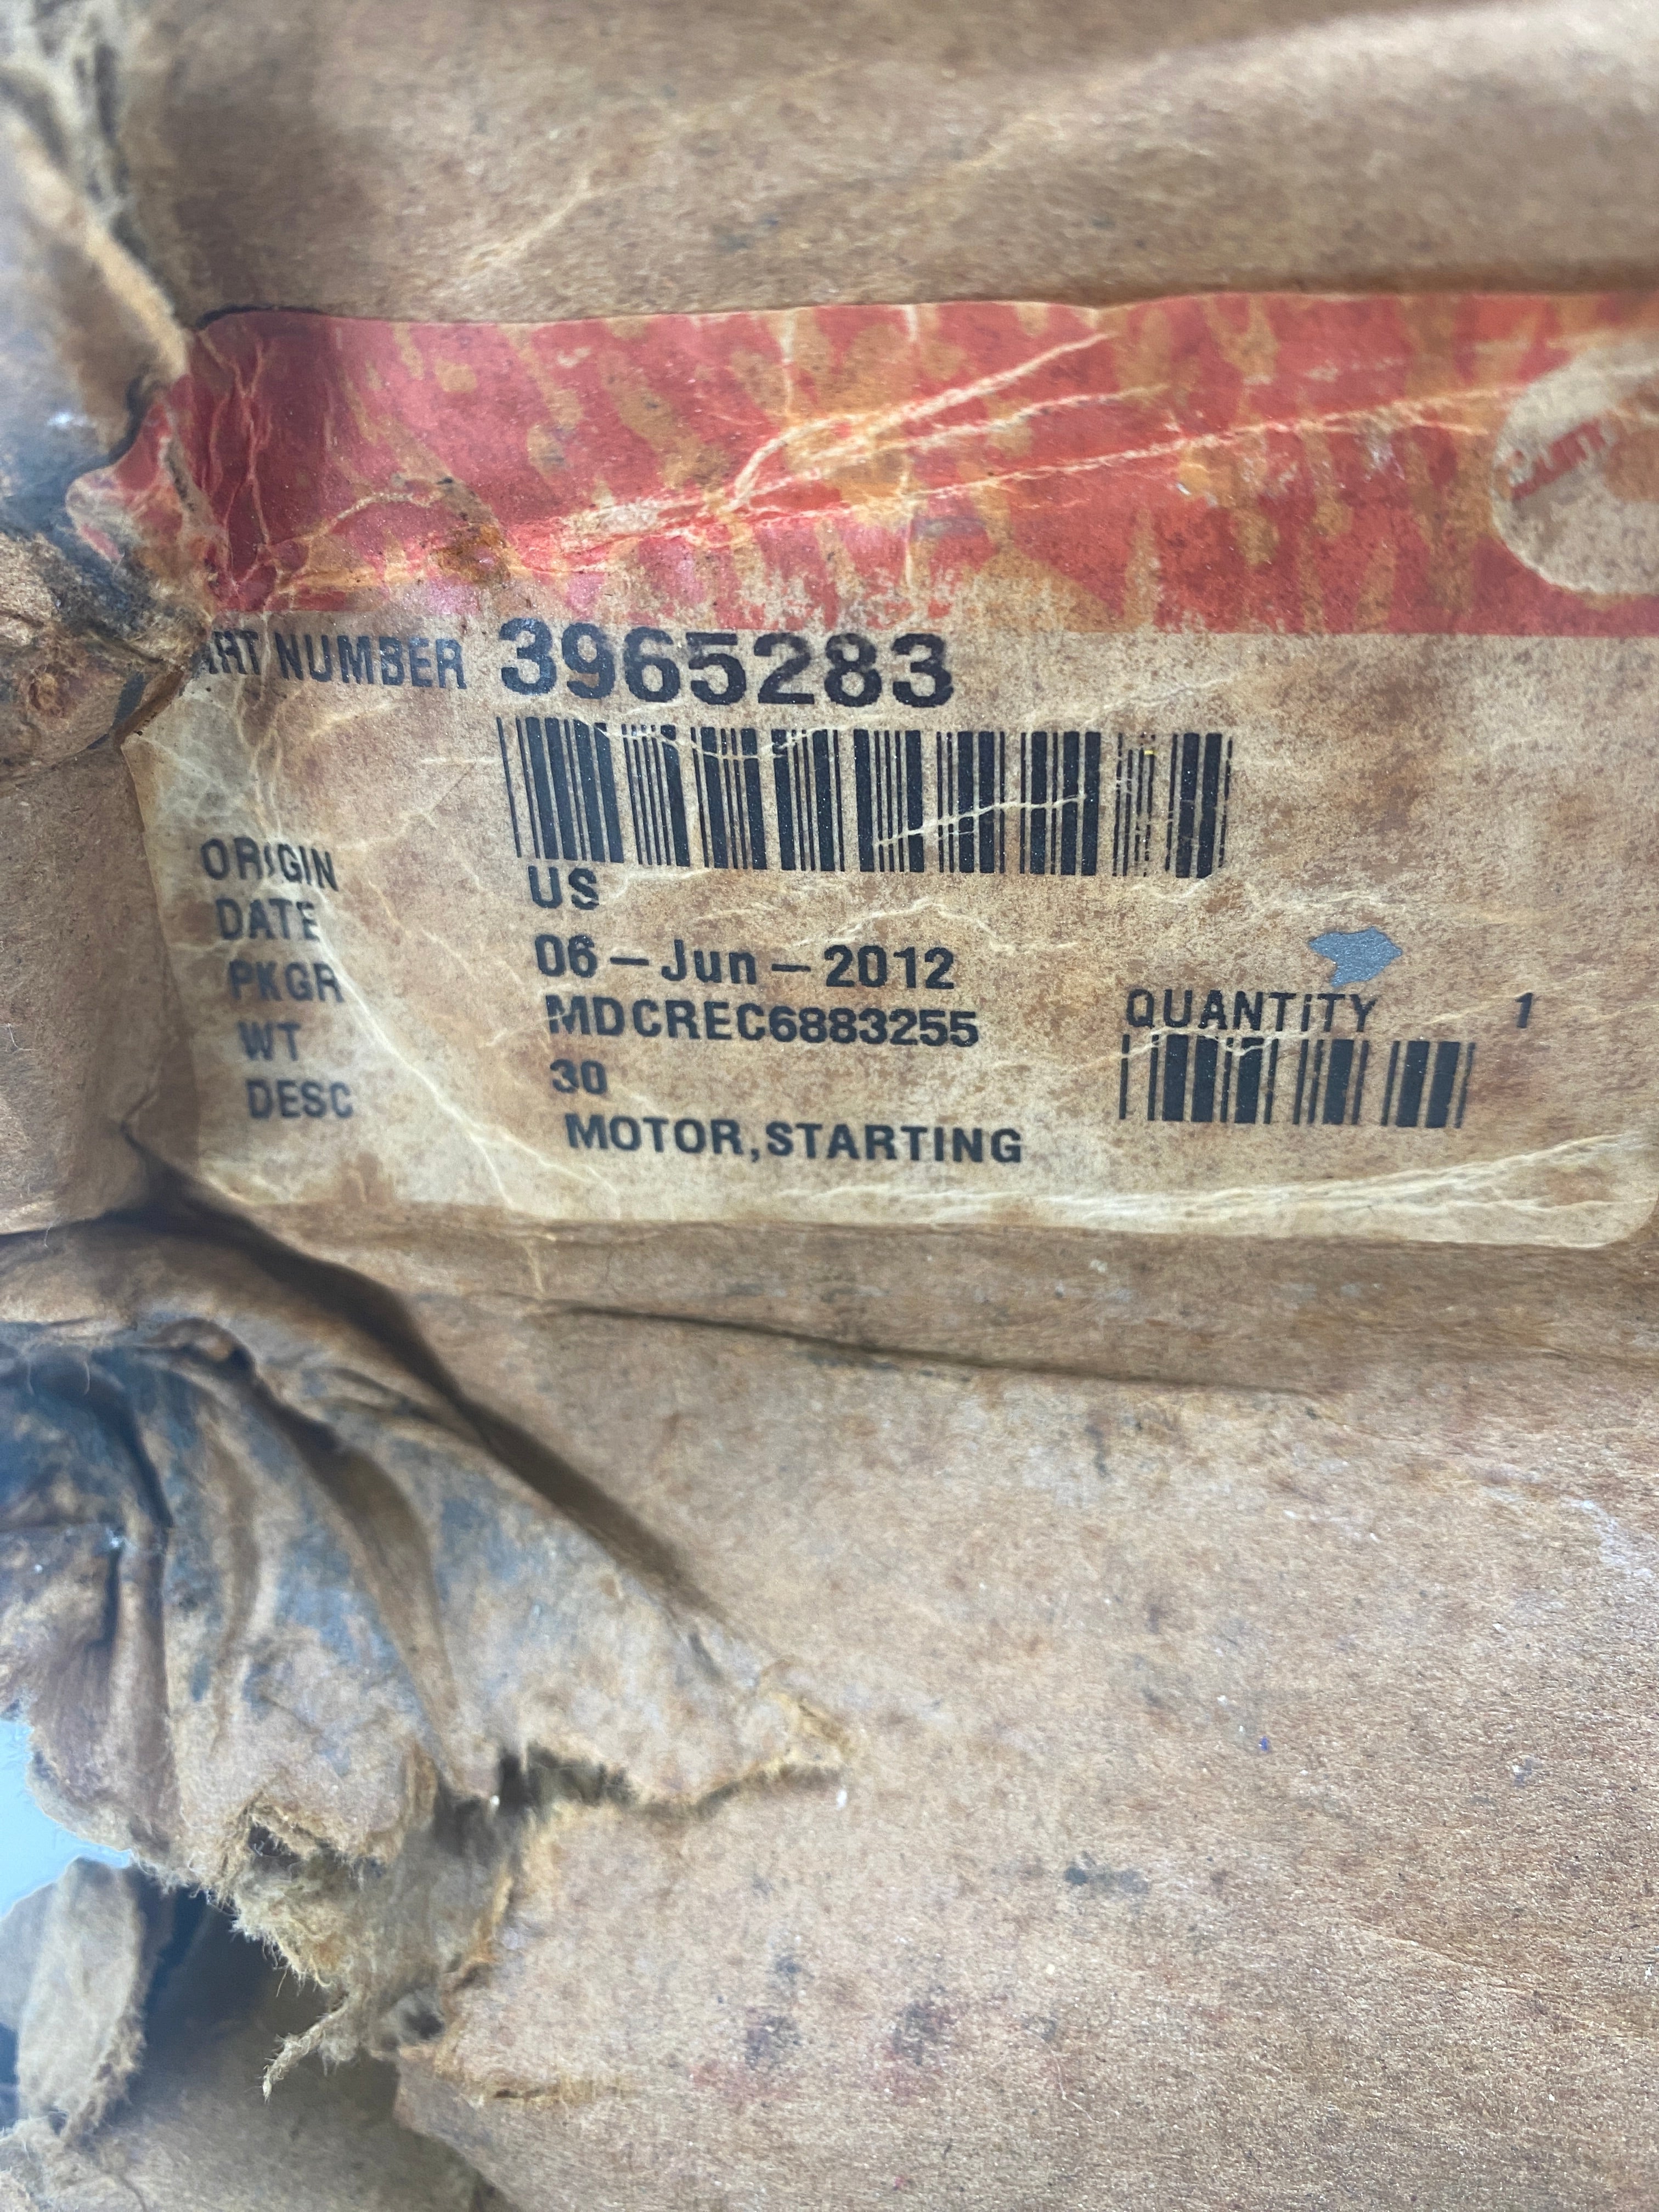 ART NUMBER 3965283
ORIGIN US
DATE 06-Jun-2012
PKGR MDCREC6883255
QUANTITY 1
WT 30
DESC MOTOR,STARTING